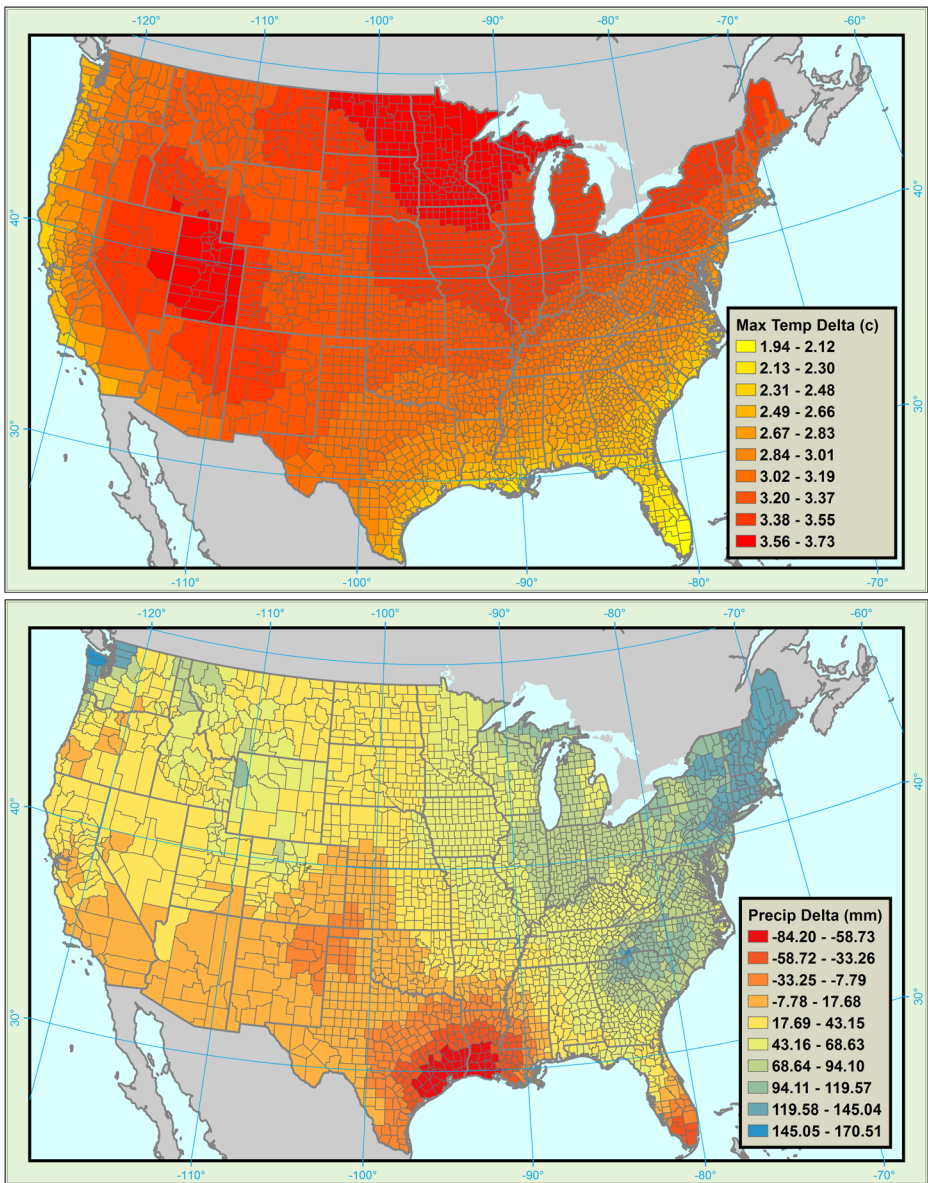 -120° -110° -100° -90° -80° -70° -60°
40° 40°
30° 30°
Max Temp Delta (c)
1.94 - 2.12
2.13 - 2.30
2.31 - 2.48
2.49 - 2.66
2.67 - 2.83
2.84 - 3.01
3.02 - 3.19
3.20 - 3.37
3.38 - 3.55
3.56 - 3.73
-110° -100° -90° -80° -70°
-120° -110° -100° -90° -80° -70° -60°
40° 40°
30° 30°
Precip Delta (mm)
-84.20 - -58.73
-58.72 - -33.26
-33.25 - -7.79
-7.78 - 17.68
17.69 - 43.15
43.16 - 68.63
68.64 - 94.10
94.11 - 119.57
119.58 - 145.04
145.05 - 170.51
-110° -100° -90° -80° -70°